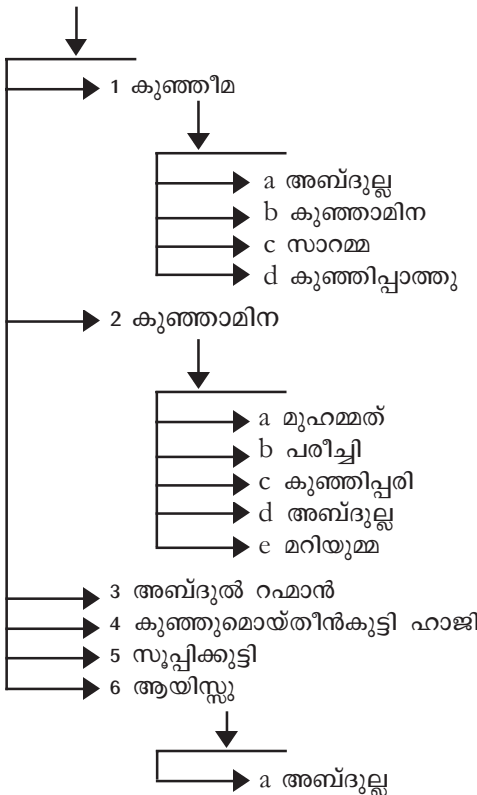 1 കുഞ്ഞീമ
a അബ്ദുല്ല
b കുഞ്ഞാമിന
c സാറമ്മ
d കുഞ്ഞിപ്പാത്തു
2 കുഞ്ഞാമിന
a മുഹമ്മത്
b പരീച്ചി
c കുഞ്ഞിപ്പരി
d അബ്ദുല്ല
e മറിയുമ്മ
3 അബ്ദുൽ റഹ്മാൻ
4 കുഞ്ഞുമൊയ്തീൻകുട്ടി ഹാജി
5 സൂപ്പിക്കുട്ടി
6 ആയിസ്സു
a അബ്ദുല്ല